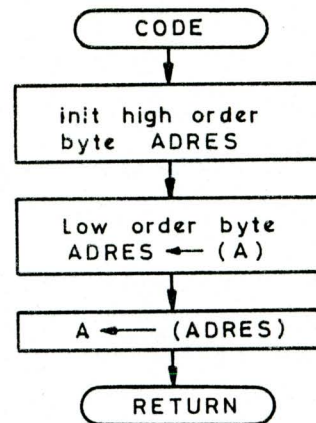 CODE
init high order
byte ADRES
Low order byte
ADRES ← (A)
A ← (ADRES)
RETURN